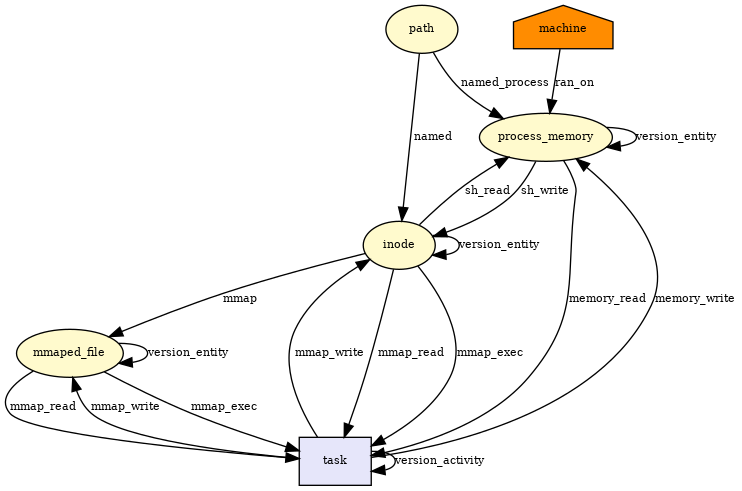 path
machine
named_process
ran_on
named
process_memory
version_entity
sh_read
sh_write
inode
version_entity
mmap
memory_read
memory_write
mmaped_file
version_entity
mmap_write
mmap_read
mmap_exec
mmap_read
mmap_write
mmap_exec
task
version_activity